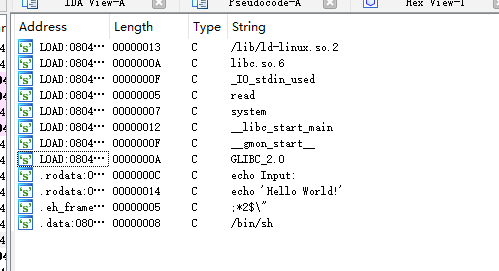 IDA View-A Pseudocode-A Hex View-1
Address Length Type String
LOAD:0804⋯ 00000013 C /lib/ld-linux.so.2
LOAD:0804⋯ 0000000A C libc.so.6
LOAD:0804⋯ 0000000F C _IO_stdin_used
LOAD:0804⋯ 00000005 C read
LOAD:0804⋯ 00000007 C system
LOAD:0804⋯ 00000012 C __libc_start_main
LOAD:0804⋯ 0000000F C __gmon_start__
LOAD:0804⋯ 0000000A C GLIBC_2.0
.rodata:0⋯ 0000000C C echo Input:
.rodata:0⋯ 00000014 C echo 'Hello World!'
.eh_frame⋯ 00000005 C ;*2$\"
.data:080⋯ 00000008 C /bin/sh